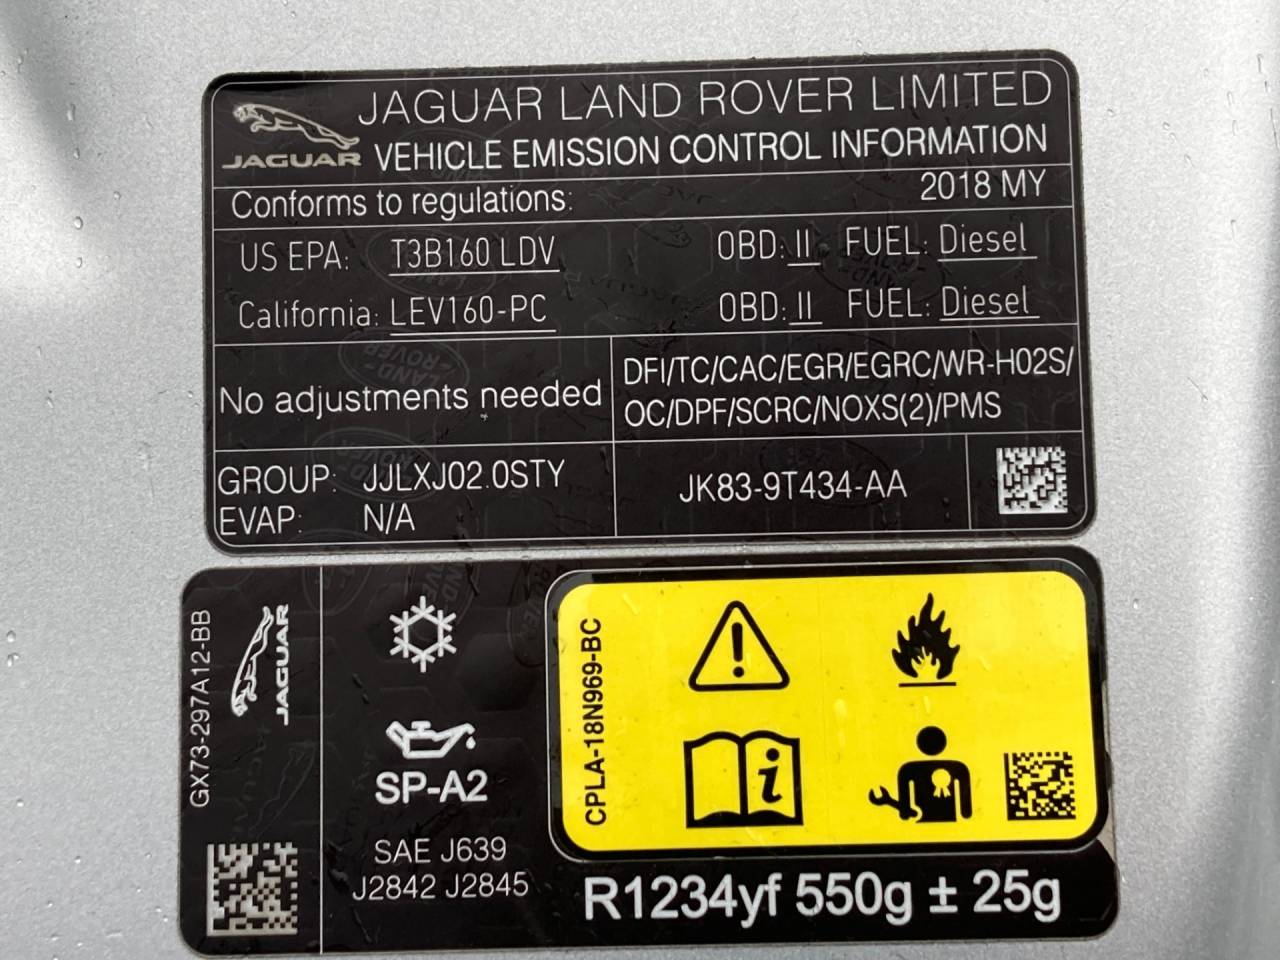 JAGUAR LAND ROVER LIMITED
JAGUAR
VEHICLE EMISSION CONTROL INFORMATION
Conforms to regulations: 2018 MY
US EPA: T3B160 LDV OBD: II FUEL: Diesel
California: LEV160-PC OBD: II FUEL: Diesel
No adjustments needed
DFI/TC/CAC/EGR/EGRC/WR-HO2S/
OC/DPF/SCRC/NOXS(2)/PMS
GROUP: JJLXJ02.0STY
EVAP: N/A
JK83-9T434-AA
GX73-297A12-BB
JAGUAR
SP-A2
SAE J639
J2842 J2845
CPLA-18N969-BC
i
R1234yf 550g ± 25g